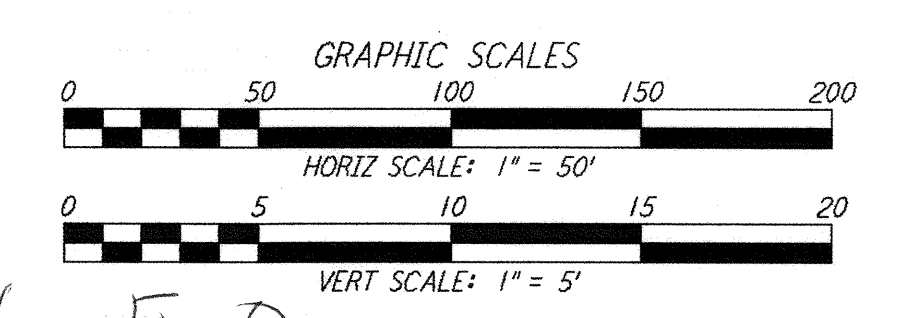 GRAPHIC SCALES
0 50 100 150 200
HORIZ SCALE: 1" = 50'
0 5 10 15 20
VERT SCALE: 1" = 5'